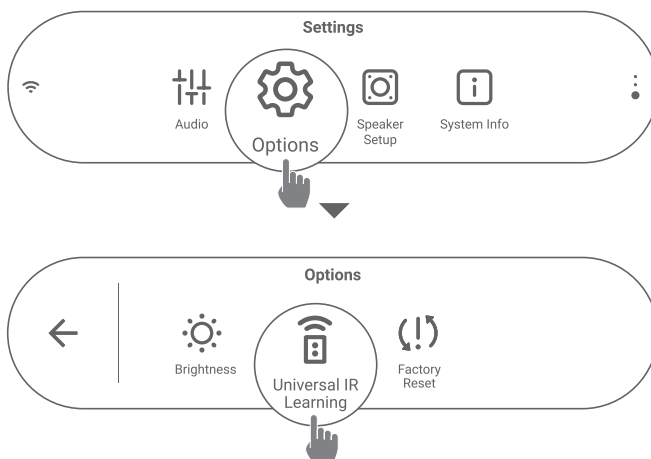 Settings
Audio
Options
Speaker
Setup
System Info
Options
Brightness
Universal IR
Learning
Factory
Reset